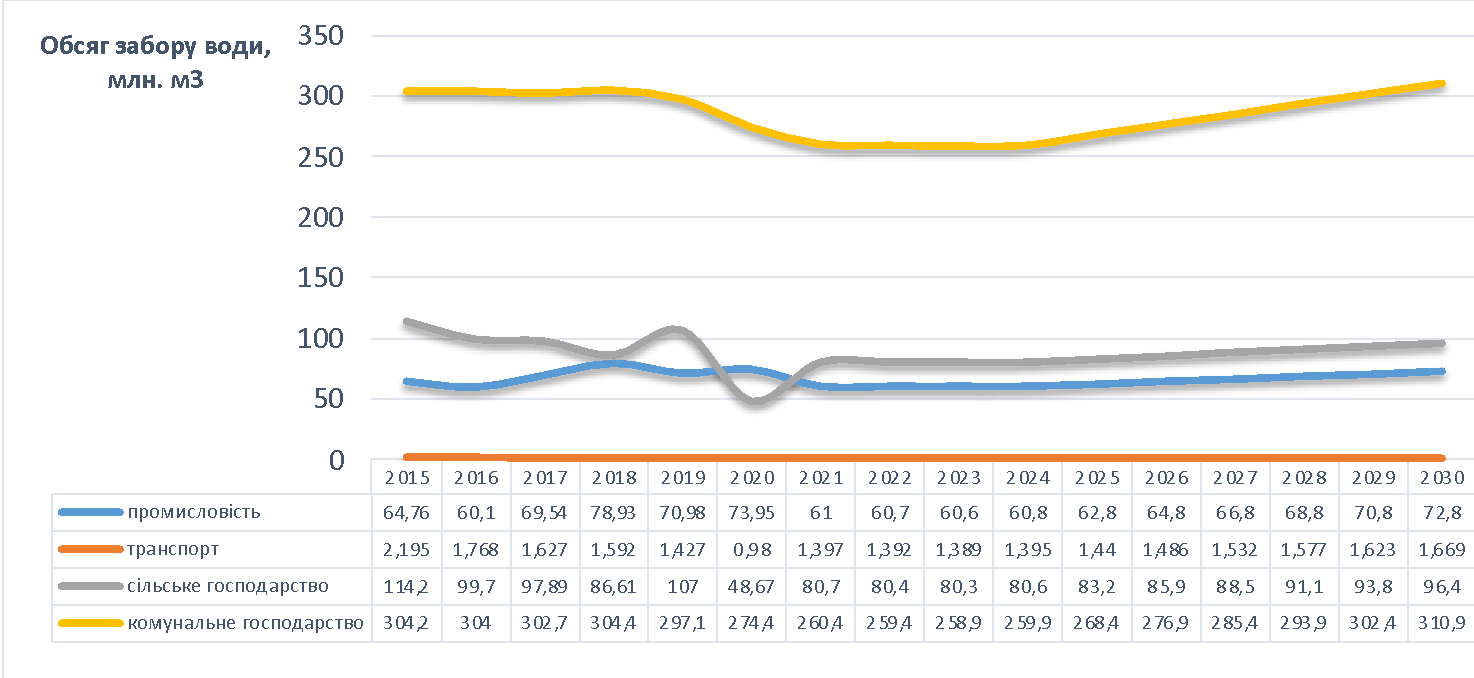 Обсяг забору води,
млн. м3
350
300
250
200
150
100
50
0
2015 2016 2017 2018 2019 2020 2021 2022 2023 2024 2025 2026 2027 2028 2029 2030
промисловість 64,76 60,1 69,54 78,93 70,98 73,95 61 60,7 60,6 60,8 62,8 64,8 66,8 68,8 70,8 72,8
транспорт 2,195 1,768 1,627 1,592 1,427 0,98 1,397 1,392 1,389 1,395 1,44 1,486 1,532 1,577 1,623 1,669
сільське господарство 114,2 99,7 97,89 86,61 107 48,67 80,7 80,4 80,3 80,6 83,2 85,9 88,5 91,1 93,8 96,4
комунальне господарство 304,2 304 302,7 304,4 297,1 274,4 260,4 259,4 258,9 259,9 268,4 276,9 285,4 293,9 302,4 310,9